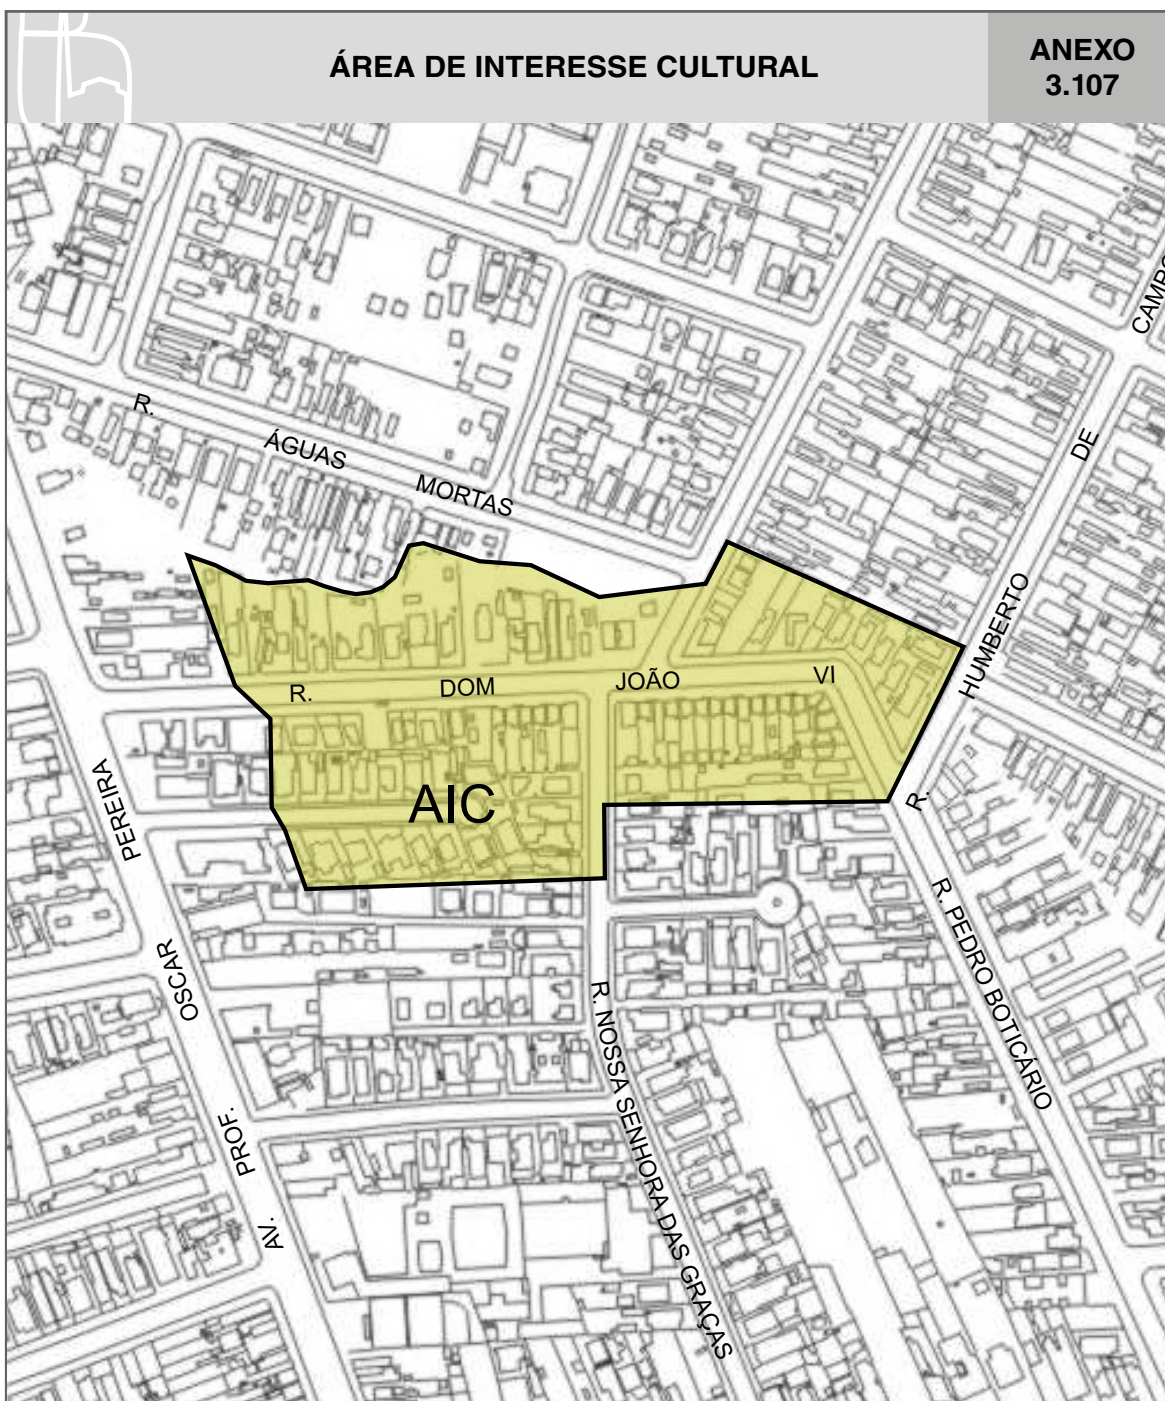 ÁREA DE INTERESSE CULTURAL
ANEXO
3.107
R. ÁGUAS MORTAS
R. HUMBERTO DE CAMPOS
R. DOM JOÃO VI
AIC
AV. PROF. OSCAR PEREIRA
R. PEDRO BOTICÁRIO
R. NOSSA SENHORA DAS GRAÇAS